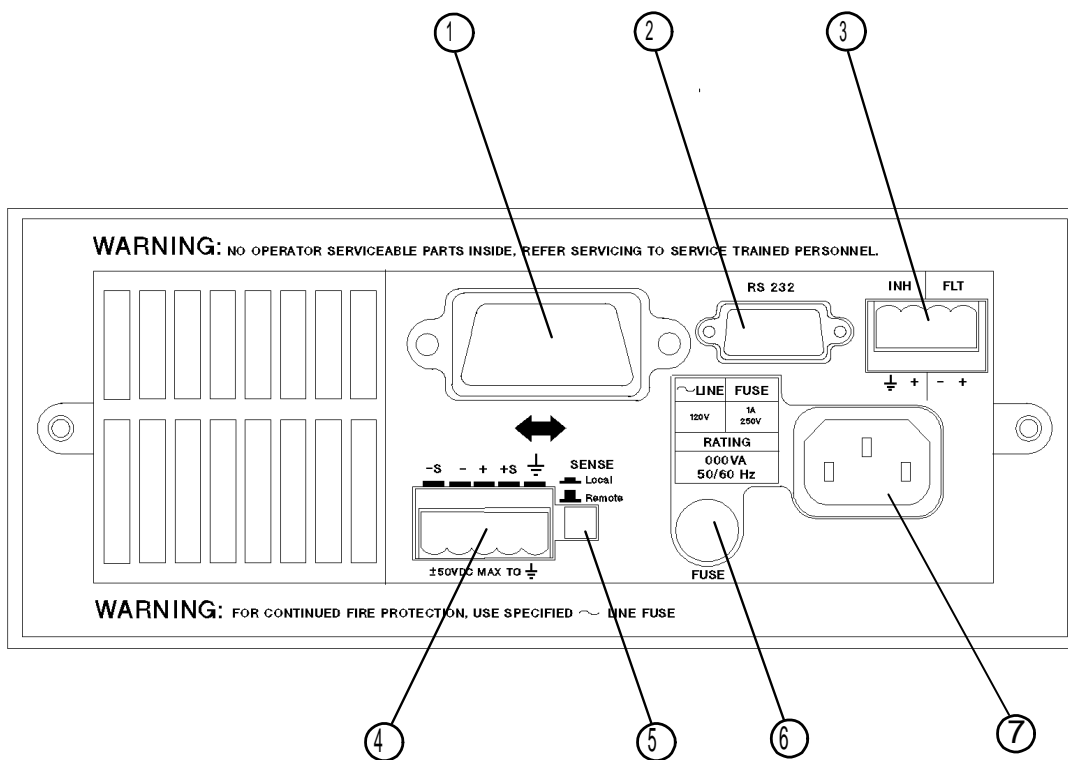 1 2 3
WARNING: NO OPERATOR SERVICEABLE PARTS INSIDE, REFER SERVICING TO SERVICE TRAINED PERSONNEL.
RS 232
INH FLT
⏚ + - +
~LINE FUSE
120V 1A 250V
RATING
000VA
50/60 Hz
-S - + +S ⏚
SENSE
Local
Remote
±50VDC MAX TO ⏚
FUSE
WARNING: FOR CONTINUED FIRE PROTECTION, USE SPECIFIED ~ LINE FUSE
4 5 6 7